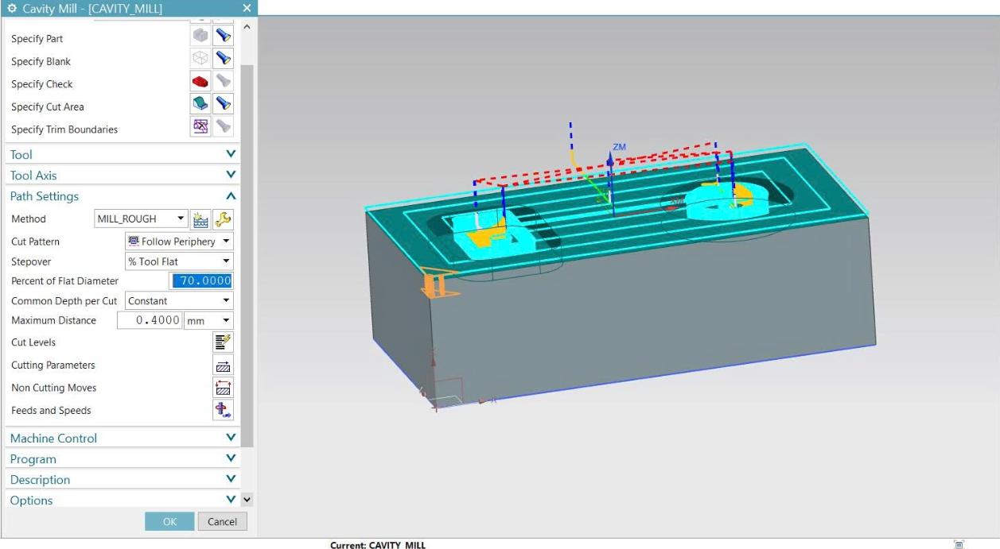 Cavity Mill - [CAVITY_MILL]
Specify Part
Specify Blank
Specify Check
Specify Cut Area
Specify Trim Boundaries
Tool
Tool Axis
Path Settings
Method MILL_ROUGH
Cut Pattern Follow Periphery
Stepover % Tool Flat
Percent of Flat Diameter 70.0000
Common Depth per Cut Constant
Maximum Distance 0.4000 mm
Cut Levels
Cutting Parameters
Non Cutting Moves
Feeds and Speeds
Machine Control
Program
Description
Options
OK Cancel
ZM
XM
X
Current: CAVITY_MILL